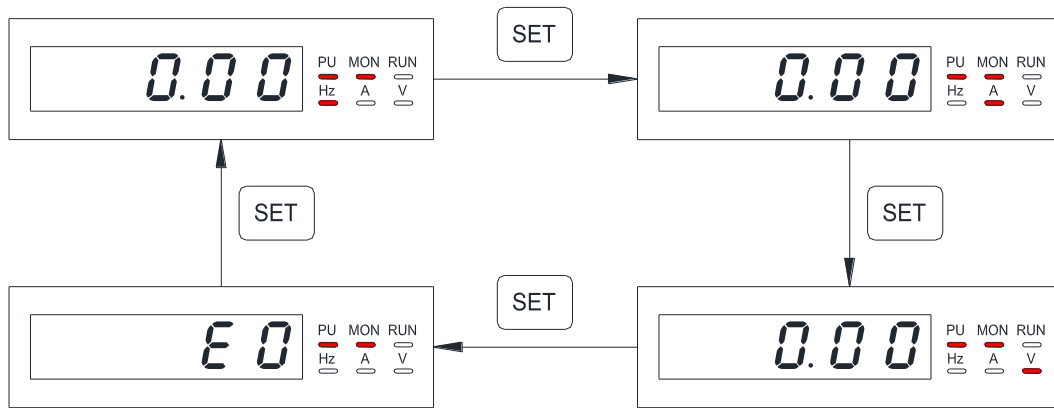 SET
0.00
PU MON RUN
Hz A V
0.00
PU MON RUN
Hz A V
SET
SET
E0
PU MON RUN
Hz A V
SET
0.00
PU MON RUN
Hz A V